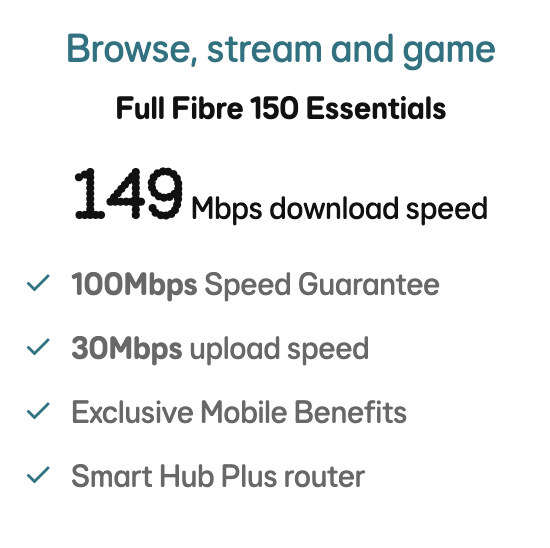 Browse, stream and game
Full Fibre 150 Essentials
149 Mbps download speed
100Mbps Speed Guarantee
30Mbps upload speed
Exclusive Mobile Benefits
Smart Hub Plus router